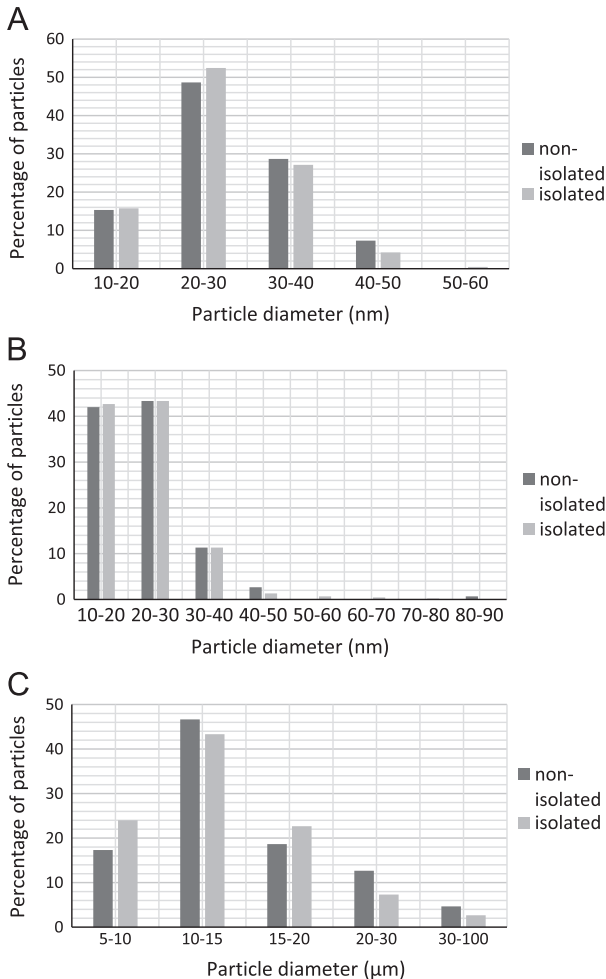 A
60
50
40
30
20
10
0
Percentage of particles
10-20 20-30 30-40 40-50 50-60
Particle diameter (nm)
non-
isolated
isolated
B
50
40
30
20
10
0
Percentage of particles
10-20 20-30 30-40 40-50 50-60 60-70 70-80 80-90
Particle diameter (nm)
non-
isolated
isolated
C
50
40
30
20
10
0
Percentage of particles
5-10 10-15 15-20 20-30 30-100
Particle diameter (μm)
non-
isolated
isolated